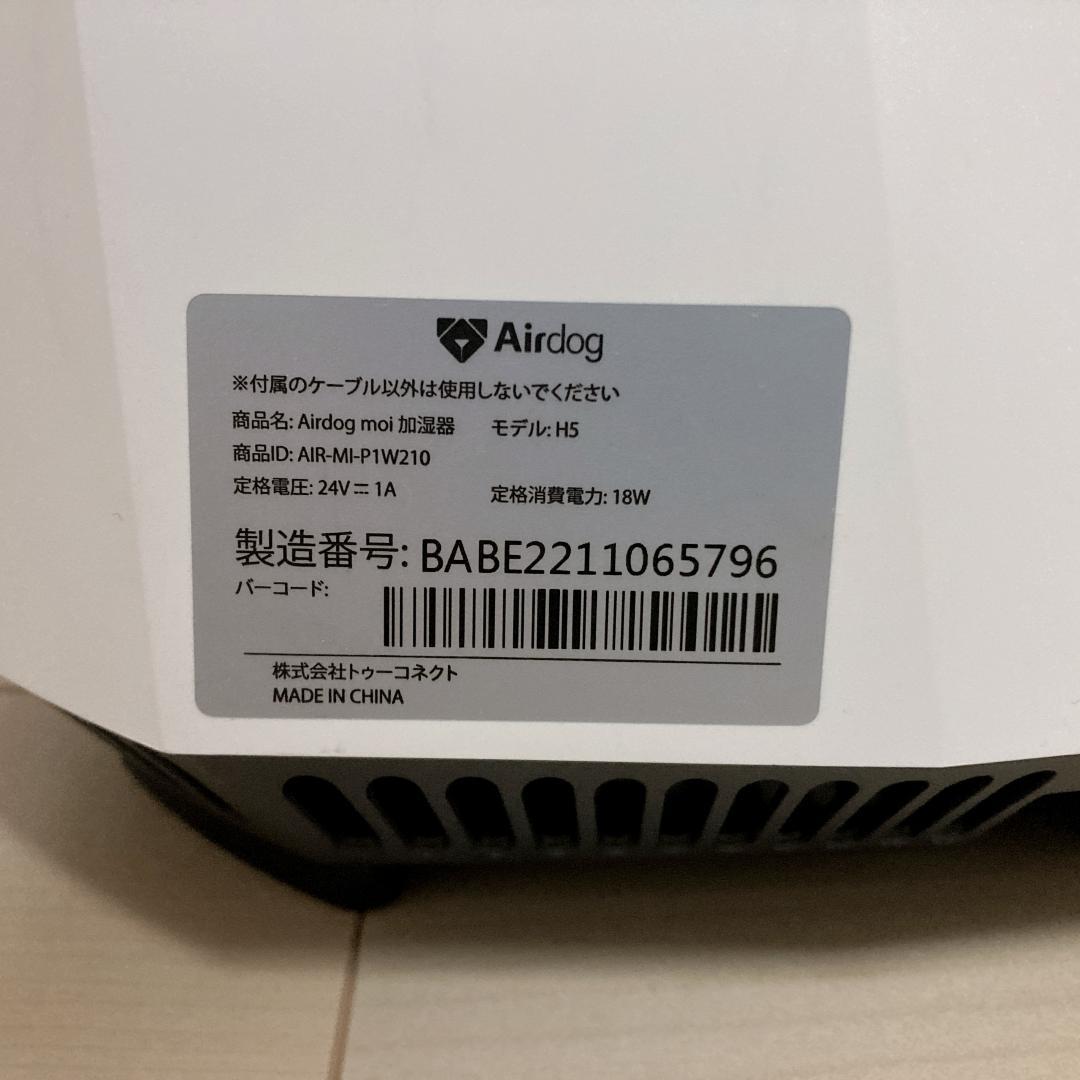 Airdog
※付属のケーブル以外は使用しないでください
商品名: Airdog moi 加湿器 モデル: H5
商品ID: AIR-MI-P1W210
定格電圧: 24V⎓1A 定格消費電力: 18W
製造番号: BABE2211065796
バーコード:
株式会社トゥーコネクト
MADE IN CHINA